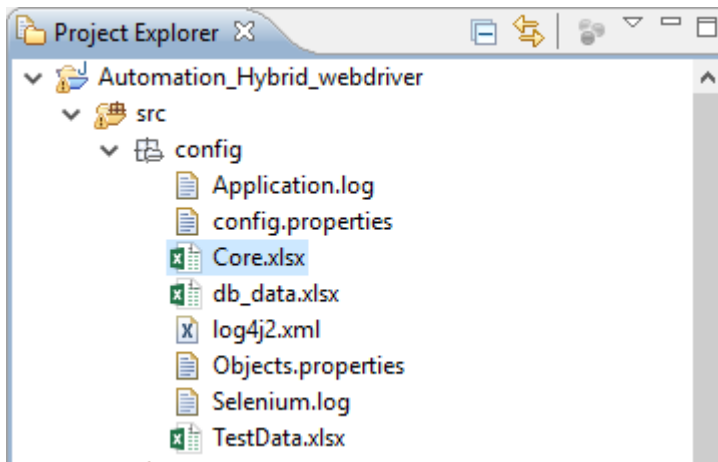 Project Explorer
Automation_Hybrid_webdriver
src
config
Application.log
config.properties
Core.xlsx
db_data.xlsx
log4j2.xml
Objects.properties
Selenium.log
TestData.xlsx